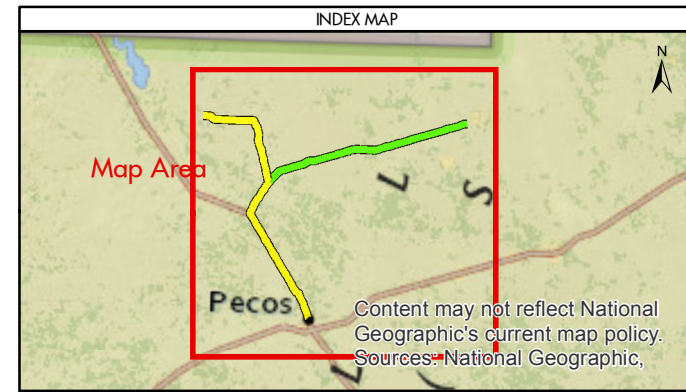 INDEX MAP
N
Map Area
L
S
Pecos
Content may not reflect National
Geographic's current map policy.
Sources: National Geographic,
L